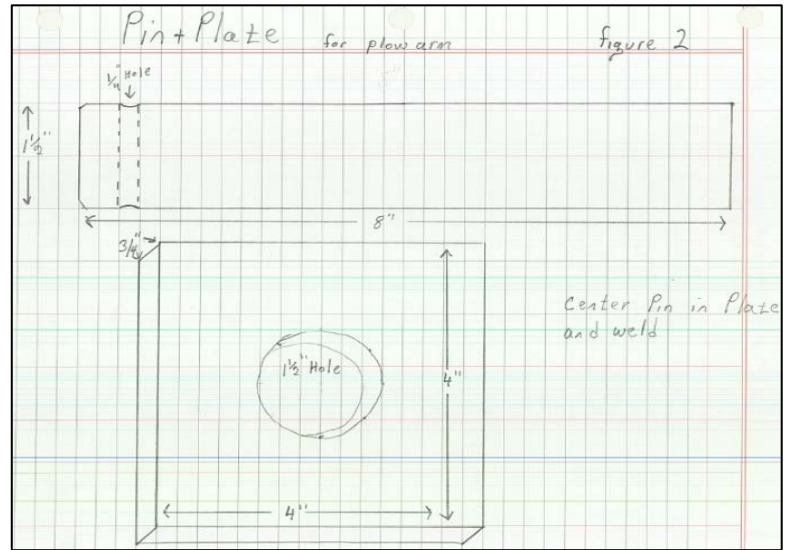 Pin + Plate for plow arm figure 2
1/4" Hole
1 1/2"
8"
3/4"
Center Pin in Plate
and weld
1 1/2" Hole
4"
4"